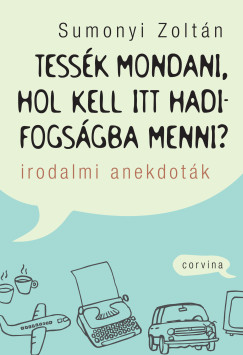 Sumonyi Zoltán
TESSÉK MONDANI,
HOL KELL ITT HADI-
FOGSÁGBA MENNI?
irodalmi anekdoták
corvina